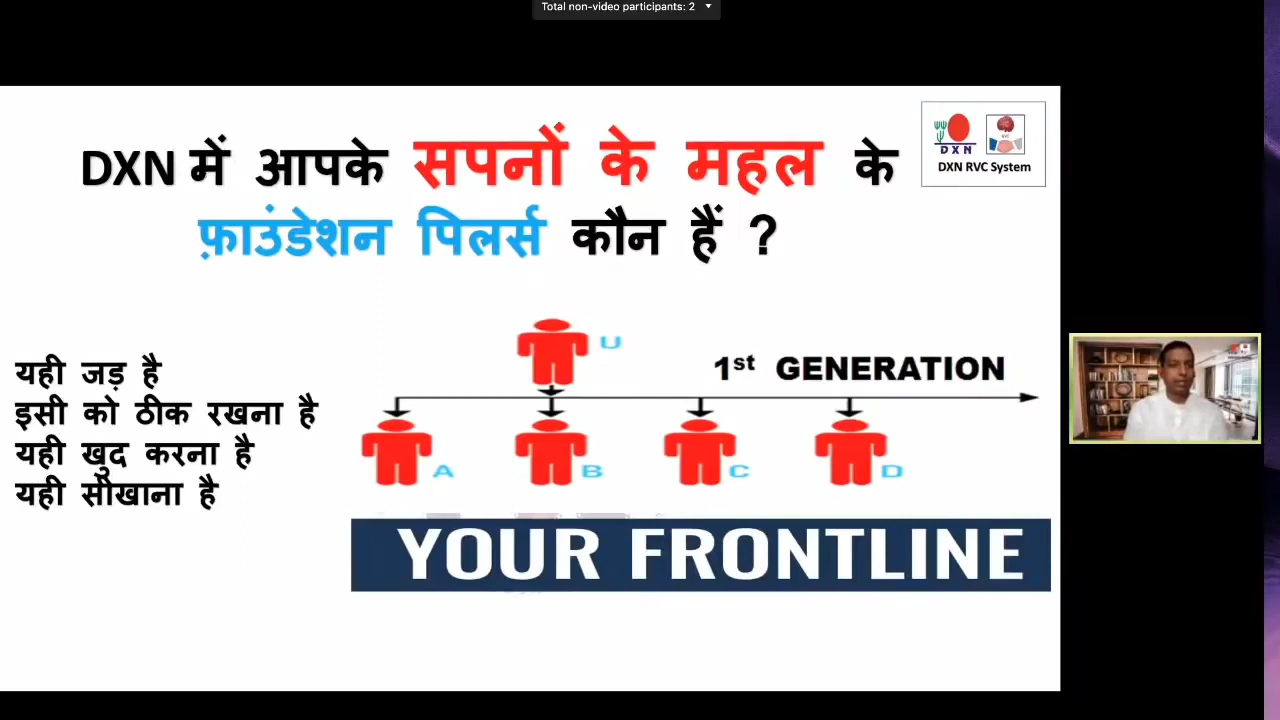 Total non-video participants: 2
DXN में आपके सपनों के महल के
फ़ाउंडेशन पिलर्स कौन हैं ?
DXN
DXN RVC System
यही जड़ है
इसी को ठीक रखना है
यही खुद करना है
यही सीखाना है
U
1st GENERATION
A B C D
YOUR FRONTLINE